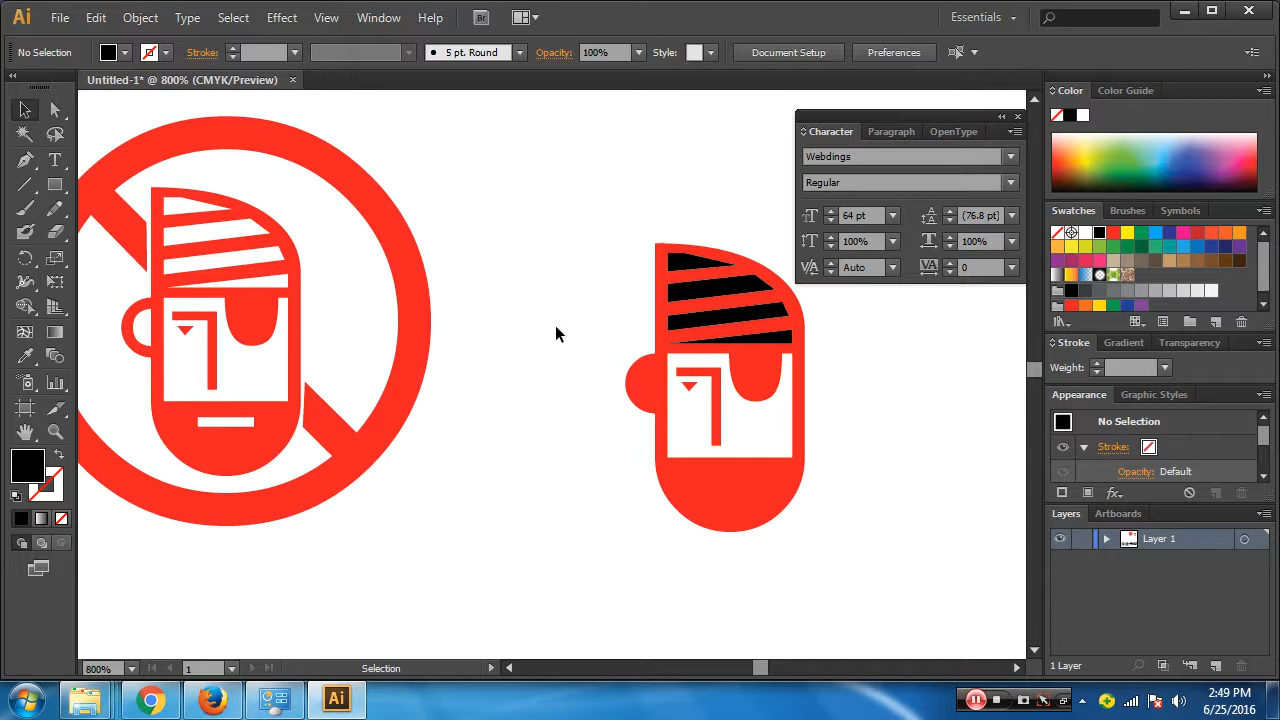 Ai File Edit Object Type Select Effect View Window Help Br Essentials
No Selection Stroke: 5 pt. Round Opacity: 100% Style: Document Setup Preferences
Untitled-1* @ 800% (CMYK/Preview) ×
Color Color Guide
Character Paragraph OpenType
Webdings
Regular
64 pt (76.8 pt)
100% 100%
Auto 0
Swatches Brushes Symbols
Stroke Gradient Transparency
Weight:
Appearance Graphic Styles
No Selection
Stroke:
Opacity: Default
fx
Layers Artboards
Layer 1
800% 1 Selection 1 Layer
Ai 2:49 PM
6/25/2016